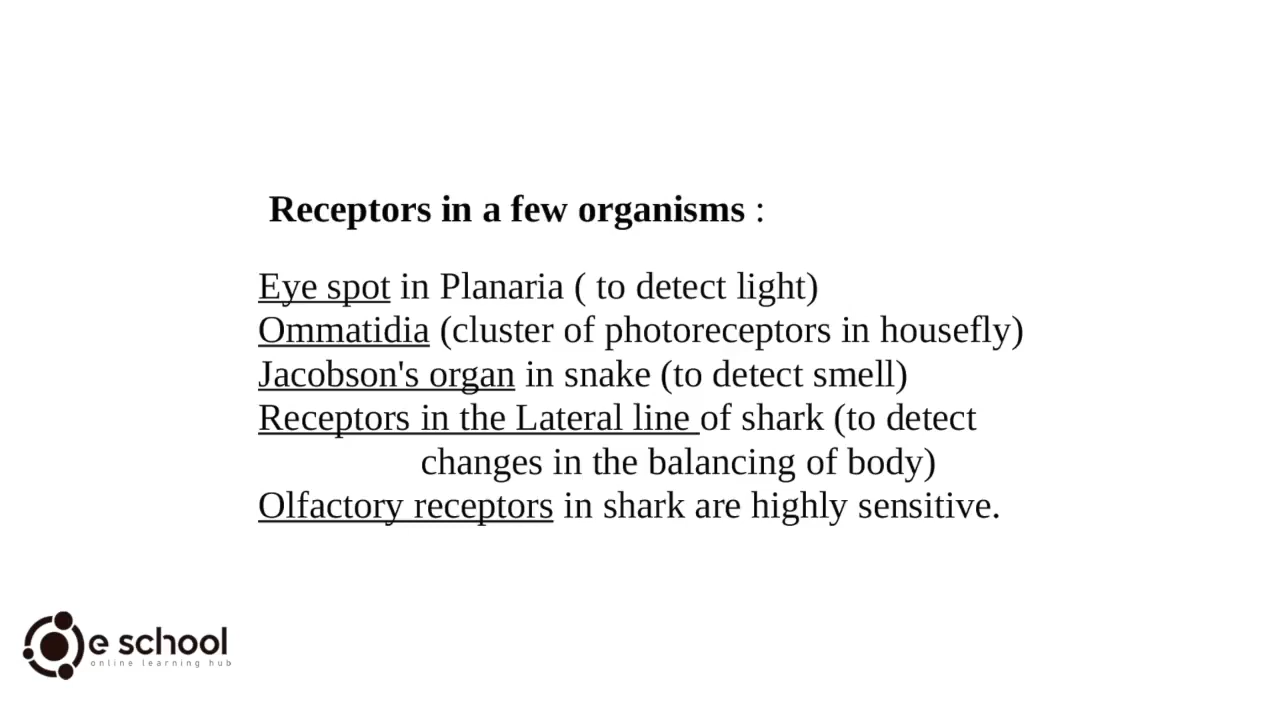 Receptors in a few organisms :
Eye spot in Planaria ( to detect light)
Ommatidia (cluster of photoreceptors in housefly)
Jacobson's organ in snake (to detect smell)
Receptors in the Lateral line of shark (to detect
changes in the balancing of body)
Olfactory receptors in shark are highly sensitive.
e school
online learning hub